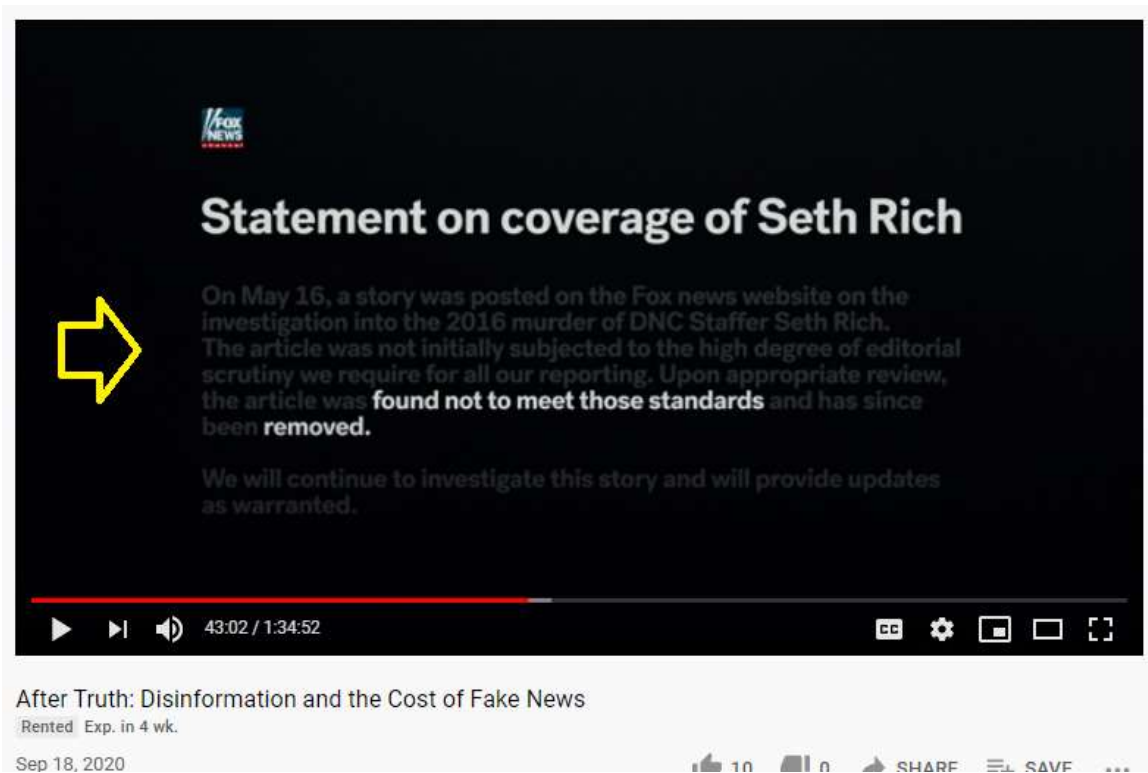 FOX
NEWS
Statement on coverage of Seth Rich
On May 16, a story was posted on the Fox news website on the
investigation into the 2016 murder of DNC Staffer Seth Rich.
The article was not initially subjected to the high degree of editorial
scrutiny we require for all our reporting. Upon appropriate review,
the article was found not to meet those standards and has since
been removed.
We will continue to investigate this story and will provide updates
as warranted.
43:02 / 1:34:52
CC
After Truth: Disinformation and the Cost of Fake News
Rented Exp. in 4 wk.
Sep 18, 2020
10 0 SHARE SAVE